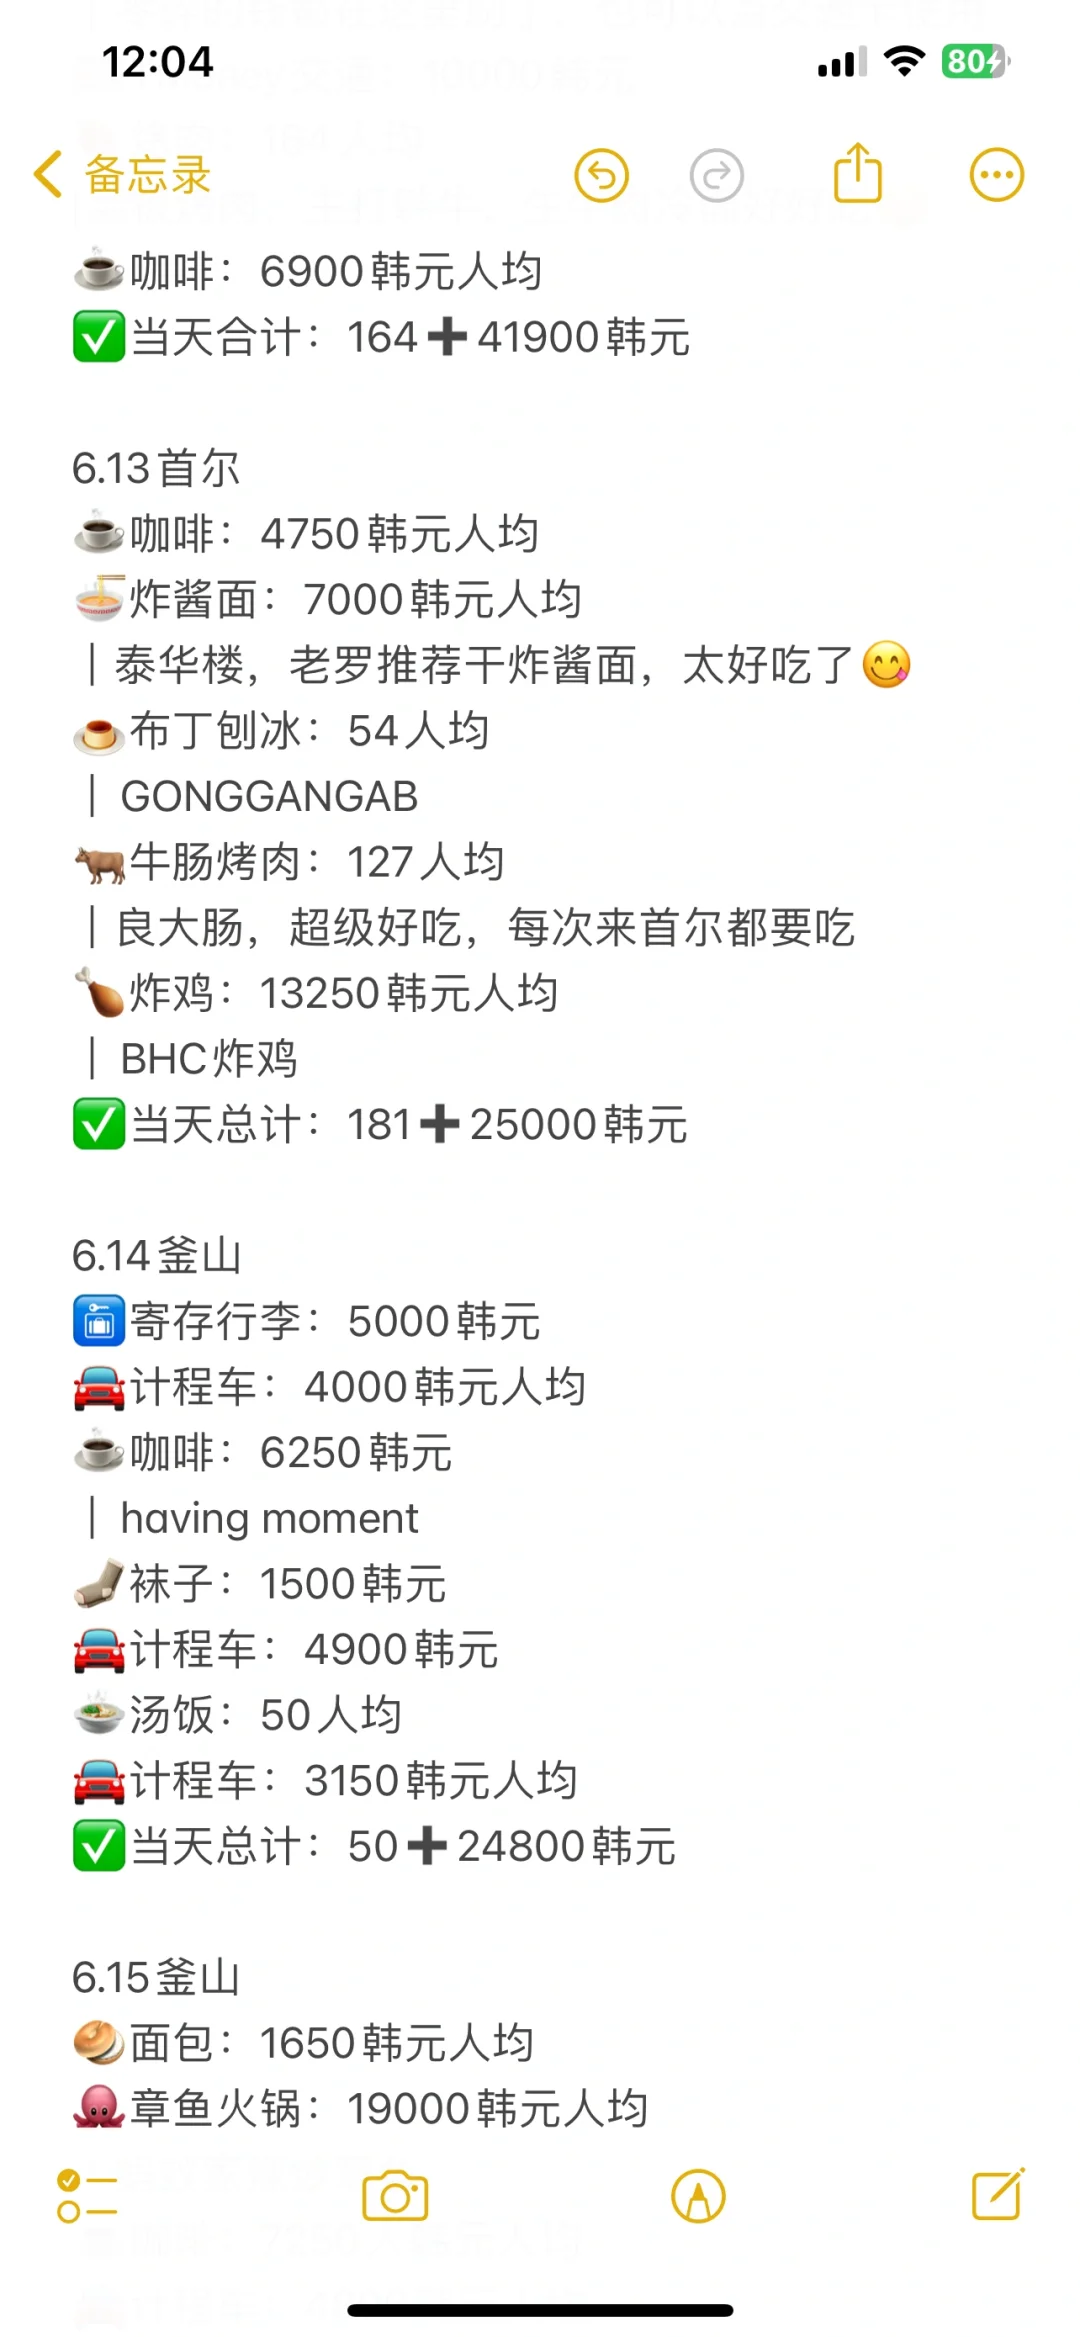 12:04
80
备忘录
☕咖啡：6900韩元人均
✅当天合计：164➕41900韩元
6.13首尔
☕咖啡：4750韩元人均
🍜炸酱面：7000韩元人均
｜泰华楼，老罗推荐干炸酱面，太好吃了😋
🍮布丁刨冰：54人均
｜GONGGANGAB
🐂牛肠烤肉：127人均
｜良大肠，超级好吃，每次来首尔都要吃
🍗炸鸡：13250韩元人均
｜BHC炸鸡
✅当天总计：181➕25000韩元
6.14釜山
🛅寄存行李：5000韩元
🚘计程车：4000韩元人均
☕咖啡：6250韩元
｜having moment
🧦袜子：1500韩元
🚘计程车：4900韩元
🍲汤饭：50人均
🚘计程车：3150韩元人均
✅当天总计：50➕24800韩元
6.15釜山
🥯面包：1650韩元人均
🐙章鱼火锅：19000韩元人均